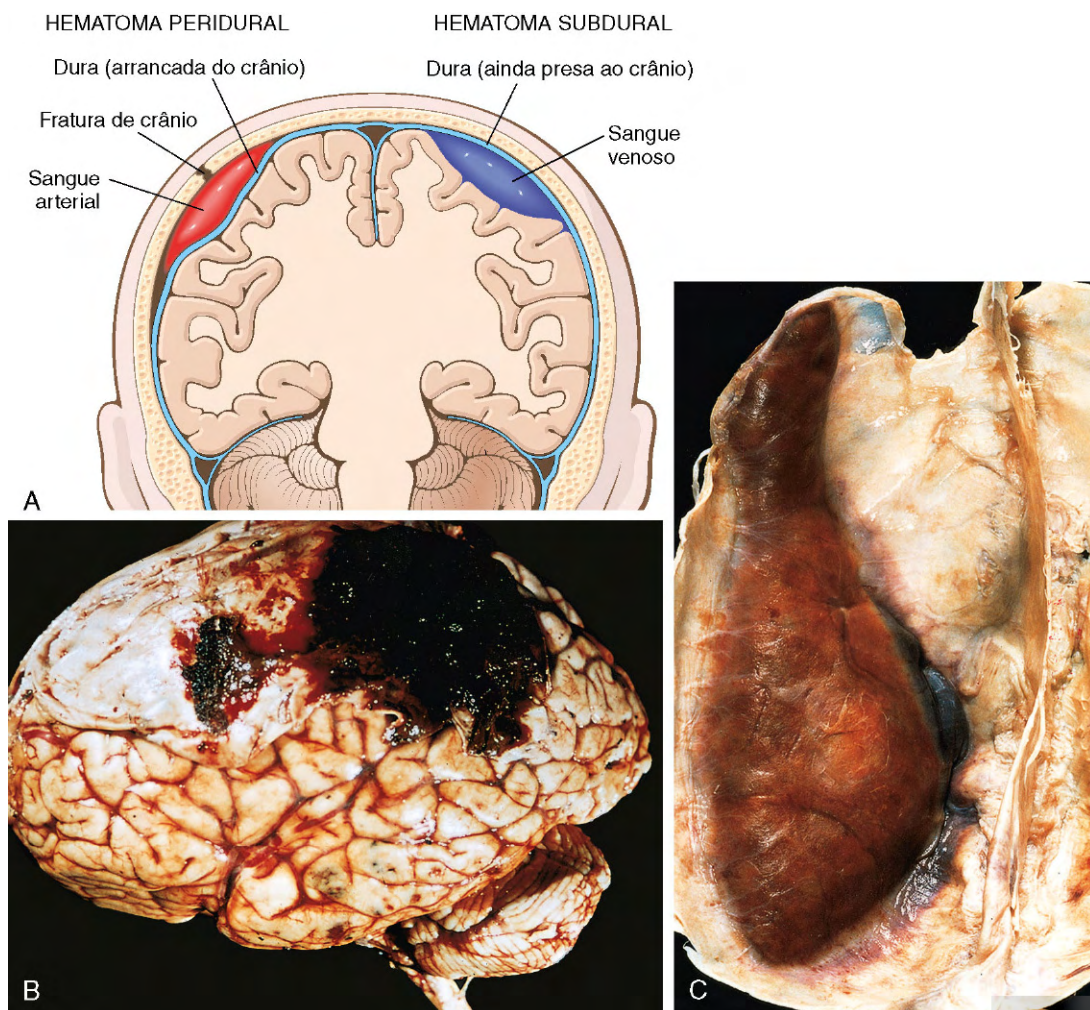 HEMATOMA PERIDURAL
Dura (arrancada do crânio)
Fratura de crânio
Sangue
arterial
HEMATOMA SUBDURAL
Dura (ainda presa ao crânio)
Sangue
venoso
A
B
C